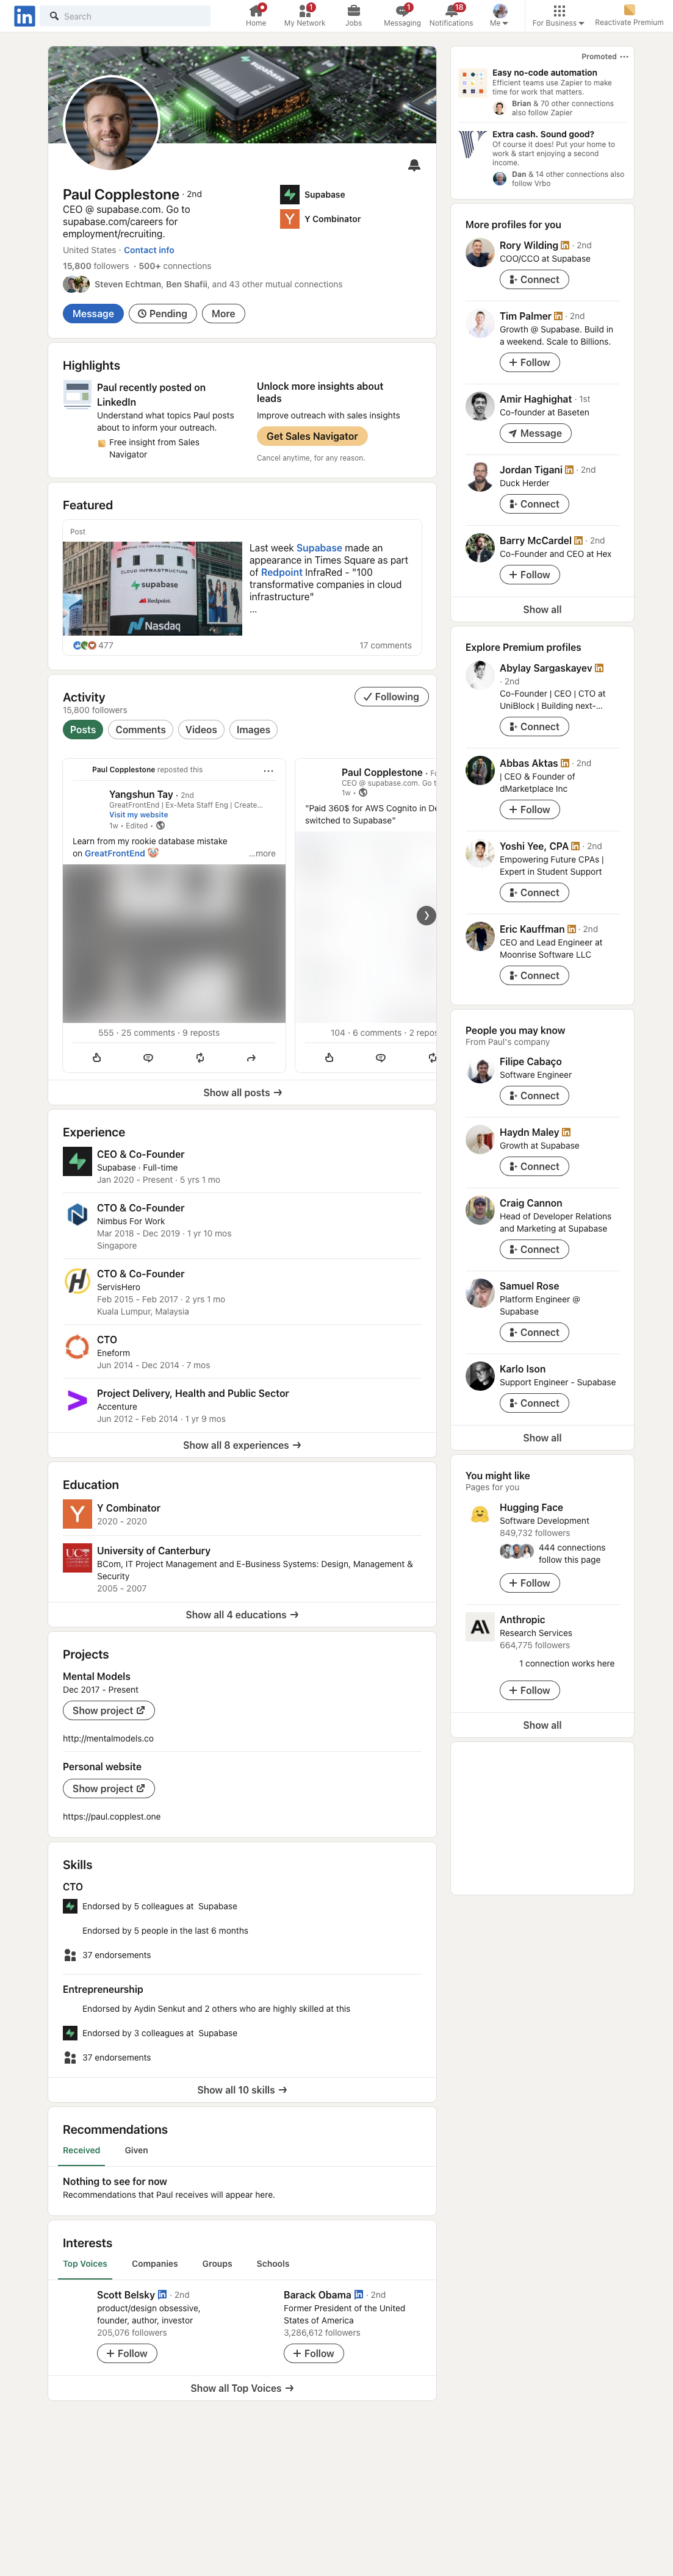 in
Search
Home
1
My Network
Jobs
1
Messaging
18
Notifications
Me
For Business
Reactivate Premium
Paul Copplestone · 2nd
CEO @ supabase.com. Go to
supabase.com/careers for
employment/recruiting.
United States · Contact info
15,800 followers · 500+ connections
Steven Echtman, Ben Shafii, and 43 other mutual connections
Message
Pending
More
Supabase
Y
Y Combinator
Highlights
Paul recently posted on
LinkedIn
Understand what topics Paul posts
about to inform your outreach.
Free insight from Sales
Navigator
Unlock more insights about
leads
Improve outreach with sales insights
Get Sales Navigator
Cancel anytime, for any reason.
Featured
Post
CLOUD INFRASTRUCTURE
supabase
Redpoint
Nasdaq
Last week Supabase made an
appearance in Times Square as part
of Redpoint InfraRed - "100
transformative companies in cloud
infrastructure"
...
477
17 comments
Activity
15,800 followers
Following
Posts
Comments
Videos
Images
Paul Copplestone reposted this
Yangshun Tay · 2nd
GreatFrontEnd | Ex-Meta Staff Eng | Create...
Visit my website
1w · Edited ·
Learn from my rookie database mistake
on GreatFrontEnd 🤡
...more
555 · 25 comments · 9 reposts
Paul Copplestone · Fo
CEO @ supabase.com. Go t
1w ·
"Paid 360$ for AWS Cognito in De
switched to Supabase"
104 · 6 comments · 2 repos
Show all posts →
Experience
CEO & Co-Founder
Supabase · Full-time
Jan 2020 - Present · 5 yrs 1 mo
CTO & Co-Founder
Nimbus For Work
Mar 2018 - Dec 2019 · 1 yr 10 mos
Singapore
CTO & Co-Founder
ServisHero
Feb 2015 - Feb 2017 · 2 yrs 1 mo
Kuala Lumpur, Malaysia
CTO
Eneform
Jun 2014 - Dec 2014 · 7 mos
Project Delivery, Health and Public Sector
Accenture
Jun 2012 - Feb 2014 · 1 yr 9 mos
Show all 8 experiences →
Education
Y
Y Combinator
2020 - 2020
UC
University of Canterbury
BCom, IT Project Management and E-Business Systems: Design, Management &
Security
2005 - 2007
Show all 4 educations →
Projects
Mental Models
Dec 2017 - Present
Show project
http://mentalmodels.co
Personal website
Show project
https://paul.copplest.one
Skills
CTO
Endorsed by 5 colleagues at Supabase
Endorsed by 5 people in the last 6 months
37 endorsements
Entrepreneurship
Endorsed by Aydin Senkut and 2 others who are highly skilled at this
Endorsed by 3 colleagues at Supabase
37 endorsements
Show all 10 skills →
Recommendations
Received
Given
Nothing to see for now
Recommendations that Paul receives will appear here.
Interests
Top Voices
Companies
Groups
Schools
Scott Belsky in · 2nd
product/design obsessive,
founder, author, investor
205,076 followers
+ Follow
Barack Obama in · 2nd
Former President of the United
States of America
3,286,612 followers
+ Follow
Show all Top Voices →
Promoted ...
Easy no-code automation
Efficient teams use Zapier to make
time for work that matters.
Brian & 70 other connections
also follow Zapier
Extra cash. Sound good?
Of course it does! Put your home to
work & start enjoying a second
income.
Dan & 14 other connections also
follow Vrbo
More profiles for you
Rory Wilding in · 2nd
COO/CCO at Supabase
Connect
Tim Palmer in · 2nd
Growth @ Supabase. Build in
a weekend. Scale to Billions.
+ Follow
Amir Haghighat · 1st
Co-founder at Baseten
Message
Jordan Tigani in · 2nd
Duck Herder
Connect
Barry McCardel in · 2nd
Co-Founder and CEO at Hex
+ Follow
Show all
Explore Premium profiles
Abylay Sargaskayev in
· 2nd
Co-Founder | CEO | CTO at
UniBlock | Building next-...
Connect
Abbas Aktas in · 2nd
| CEO & Founder of
dMarketplace Inc
+ Follow
Yoshi Yee, CPA in · 2nd
Empowering Future CPAs |
Expert in Student Support
Connect
Eric Kauffman in · 2nd
CEO and Lead Engineer at
Moonrise Software LLC
Connect
People you may know
From Paul's company
Filipe Cabaço
Software Engineer
Connect
Haydn Maley in
Growth at Supabase
Connect
Craig Cannon
Head of Developer Relations
and Marketing at Supabase
Connect
Samuel Rose
Platform Engineer @
Supabase
Connect
Karlo Ison
Support Engineer - Supabase
Connect
Show all
You might like
Pages for you
Hugging Face
Software Development
849,732 followers
444 connections
follow this page
+ Follow
AI
Anthropic
Research Services
664,775 followers
1 connection works here
+ Follow
Show all